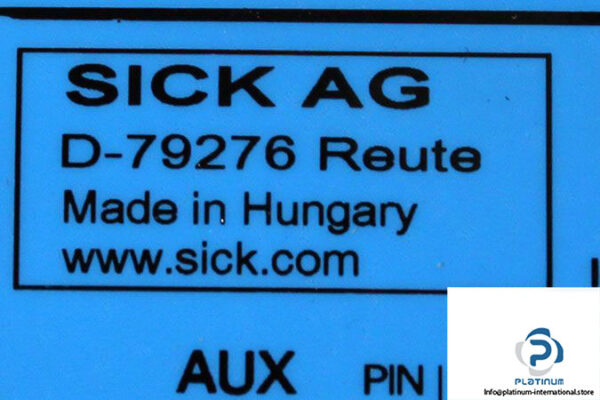 SICK AG
D-79276 Reute
Made in Hungary
www.sick.com
AUX PIN
PLATINUM
Info@platinum-international.store